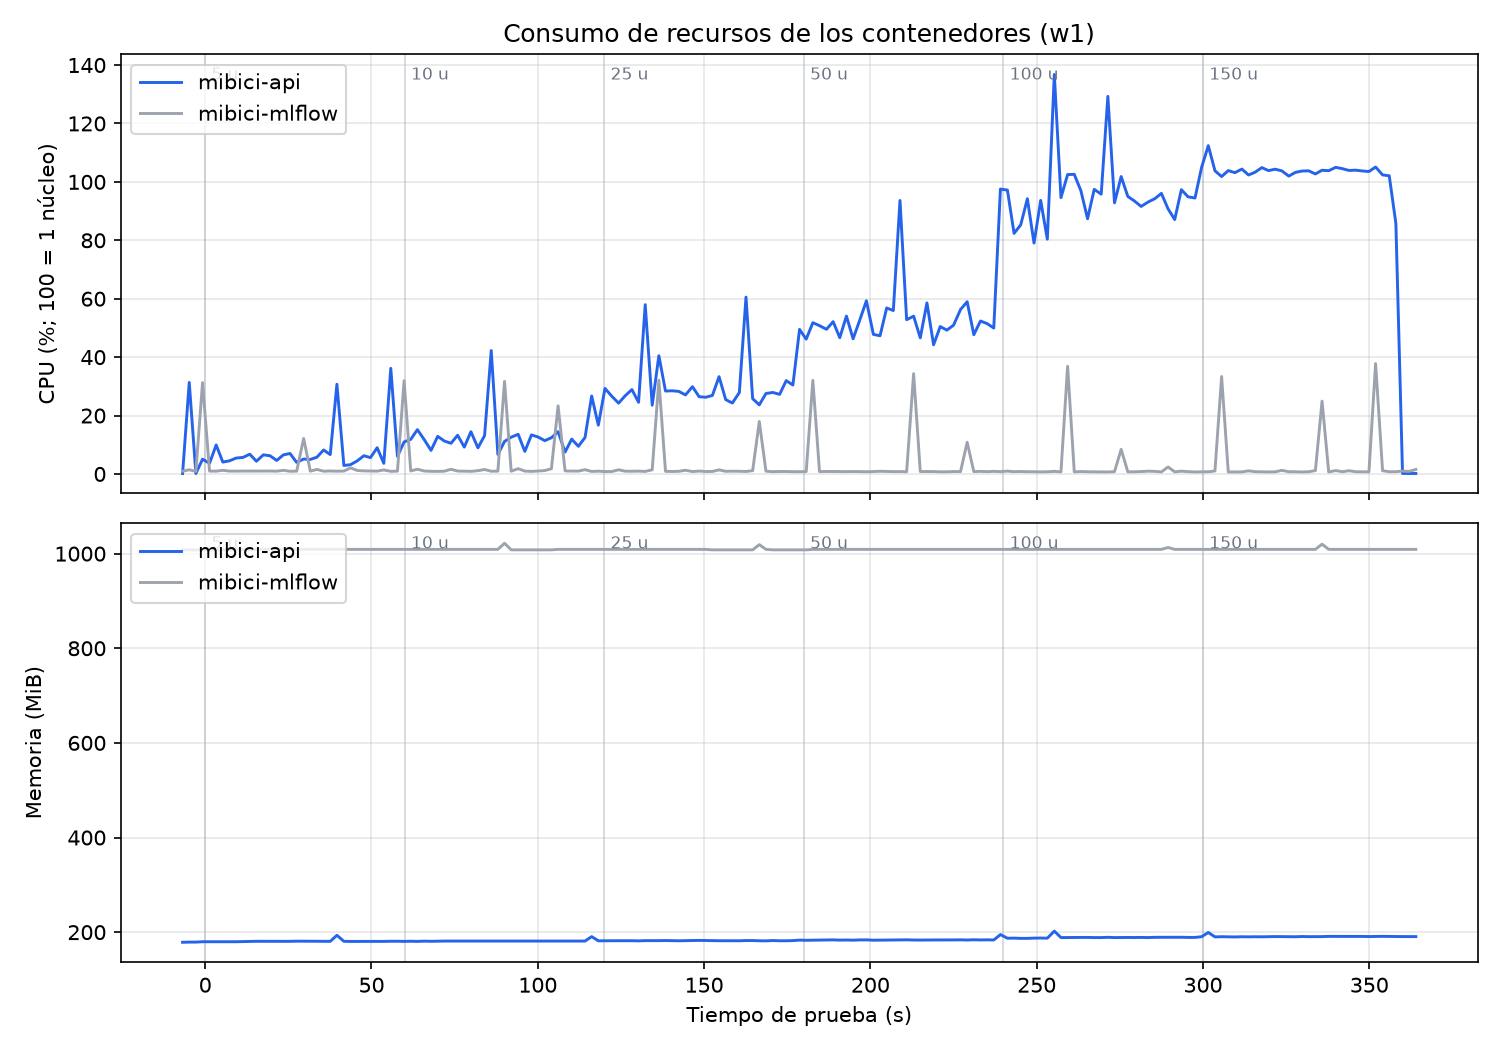 Consumo de recursos de los contenedores (w1)
CPU (%; 100 = 1 núcleo)
140
120
100
80
60
40
20
0
mibici-api
mibici-mlflow
5 u
10 u
25 u
50 u
100 u
150 u
Memoria (MiB)
1000
800
600
400
200
mibici-api
mibici-mlflow
5 u
10 u
25 u
50 u
100 u
150 u
0
50
100
150
200
250
300
350
Tiempo de prueba (s)